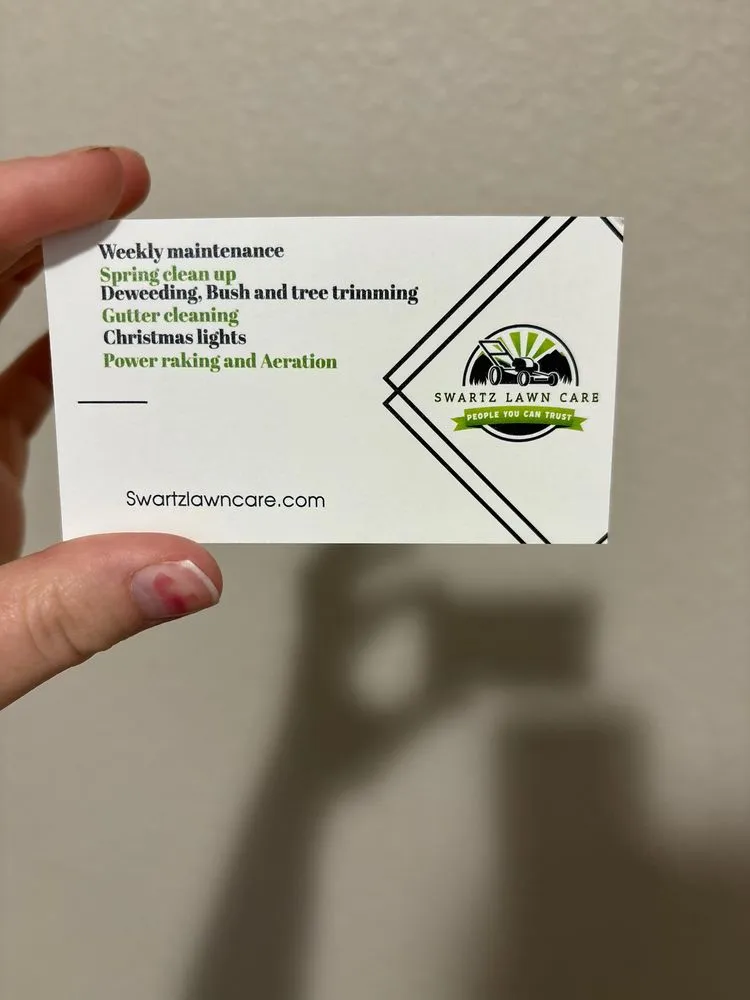 Weekly maintenance
Spring clean up
Deweeding, Bush and tree trimming
Gutter cleaning
Christmas lights
Power raking and Aeration
Swartzlawncare.com
SWARTZ LAWN CARE
PEOPLE YOU CAN TRUST